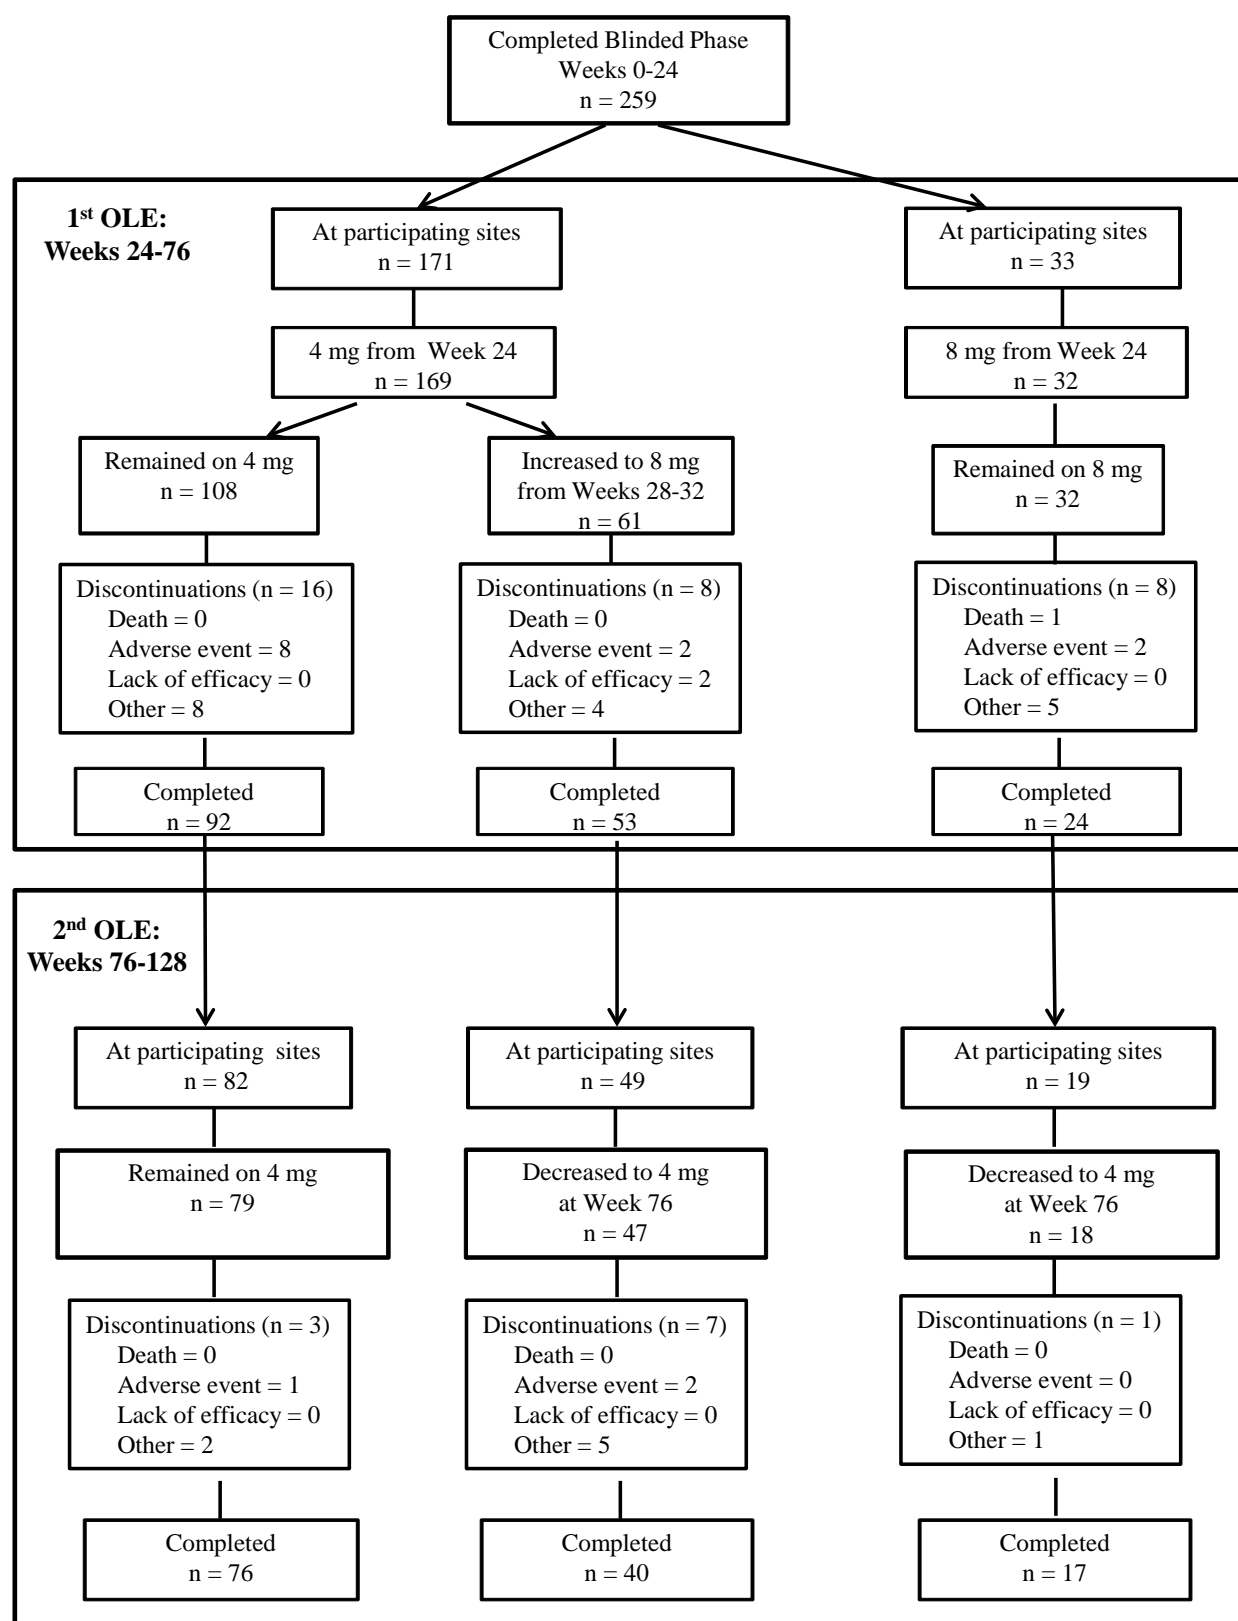 Completed Blinded Phase
Weeks 0-24
n = 259
1st OLE:
Weeks 24-76
At participating sites
n = 171
At participating sites
n = 33
4 mg from Week 24
n = 169
8 mg from Week 24
n = 32
Remained on 4 mg
n = 108
Increased to 8 mg
from Weeks 28-32
n = 61
Remained on 8 mg
n = 32
Discontinuations (n = 16)
Death = 0
Adverse event = 8
Lack of efficacy = 0
Other = 8
Discontinuations (n = 8)
Death = 0
Adverse event = 2
Lack of efficacy = 2
Other = 4
Discontinuations (n = 8)
Death = 1
Adverse event = 2
Lack of efficacy = 0
Other = 5
Completed
n = 92
Completed
n = 53
Completed
n = 24
2nd OLE:
Weeks 76-128
At participating sites
n = 82
At participating sites
n = 49
At participating sites
n = 19
Remained on 4 mg
n = 79
Decreased to 4 mg
at Week 76
n = 47
Decreased to 4 mg
at Week 76
n = 18
Discontinuations (n = 3)
Death = 0
Adverse event = 1
Lack of efficacy = 0
Other = 2
Discontinuations (n = 7)
Death = 0
Adverse event = 2
Lack of efficacy = 0
Other = 5
Discontinuations (n = 1)
Death = 0
Adverse event = 0
Lack of efficacy = 0
Other = 1
Completed
n = 76
Completed
n = 40
Completed
n = 17